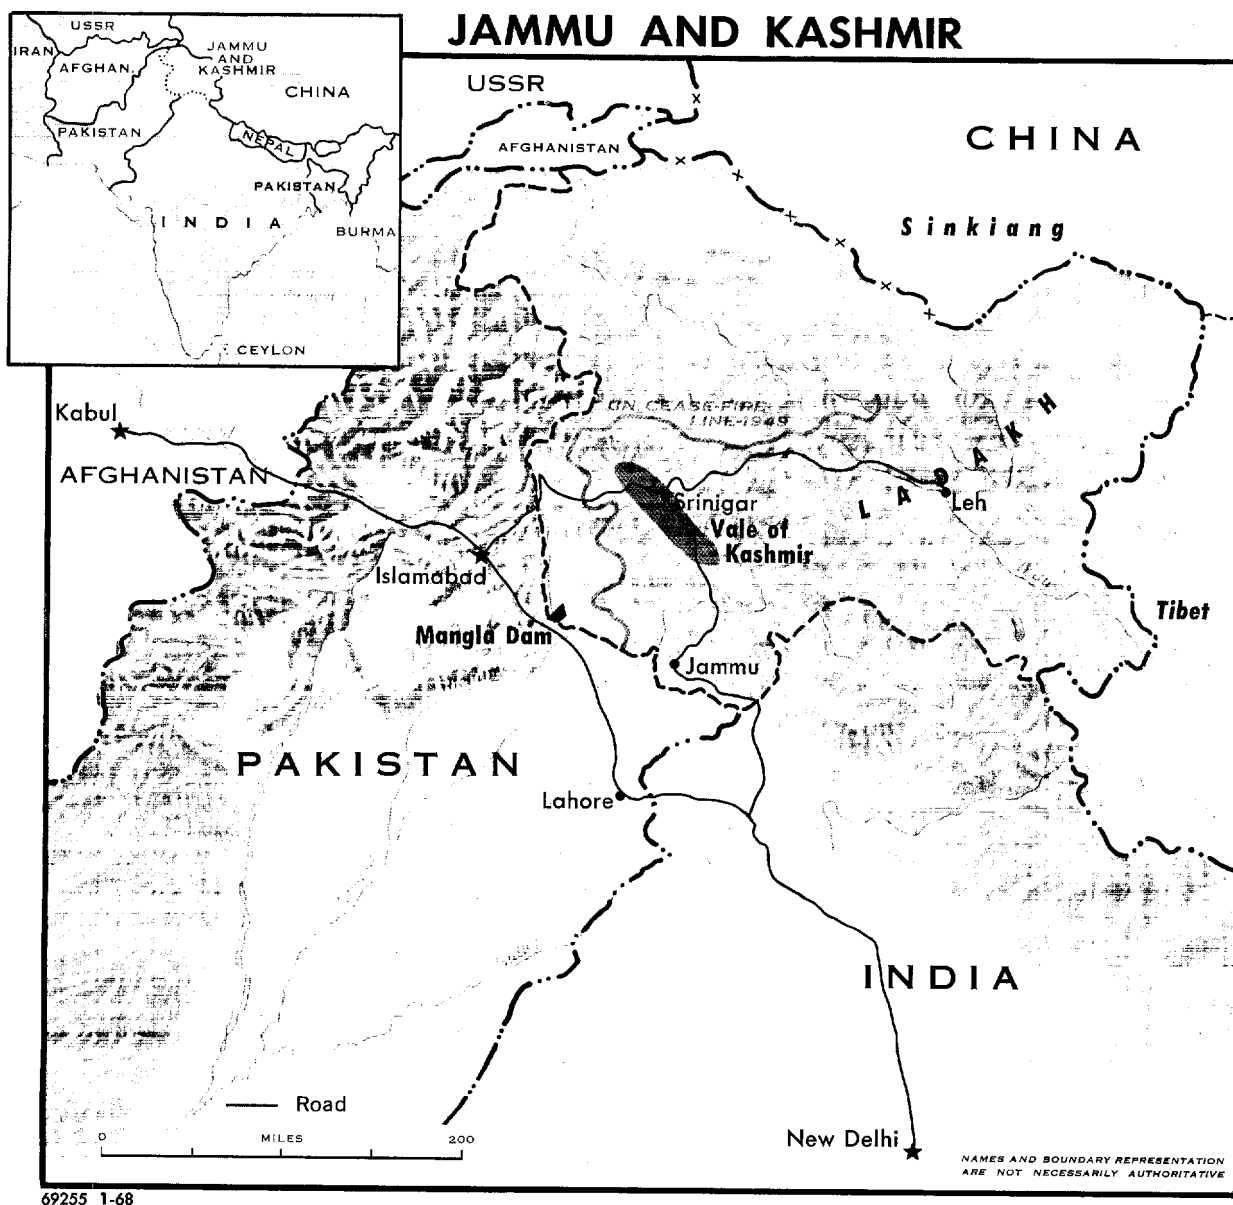 JAMMU AND KASHMIR
USSR
IRAN
AFGHAN.
JAMMU
AND
KASHMIR
CHINA
PAKISTAN
NEPAL
PAKISTAN
INDIA
BURMA
CEYLON
USSR
AFGHANISTAN
CHINA
Sinkiang
Kabul
AFGHANISTAN
UN CEASE-FIRE
LINE-1949
LADAKH
Leh
Srinigar
Vale of
Kashmir
Islamabad
Mangla Dam
Tibet
Jammu
PAKISTAN
Lahore
INDIA
Road
0 MILES 200
New Delhi
NAMES AND BOUNDARY REPRESENTATION
ARE NOT NECESSARILY AUTHORITATIVE
69255 1-68